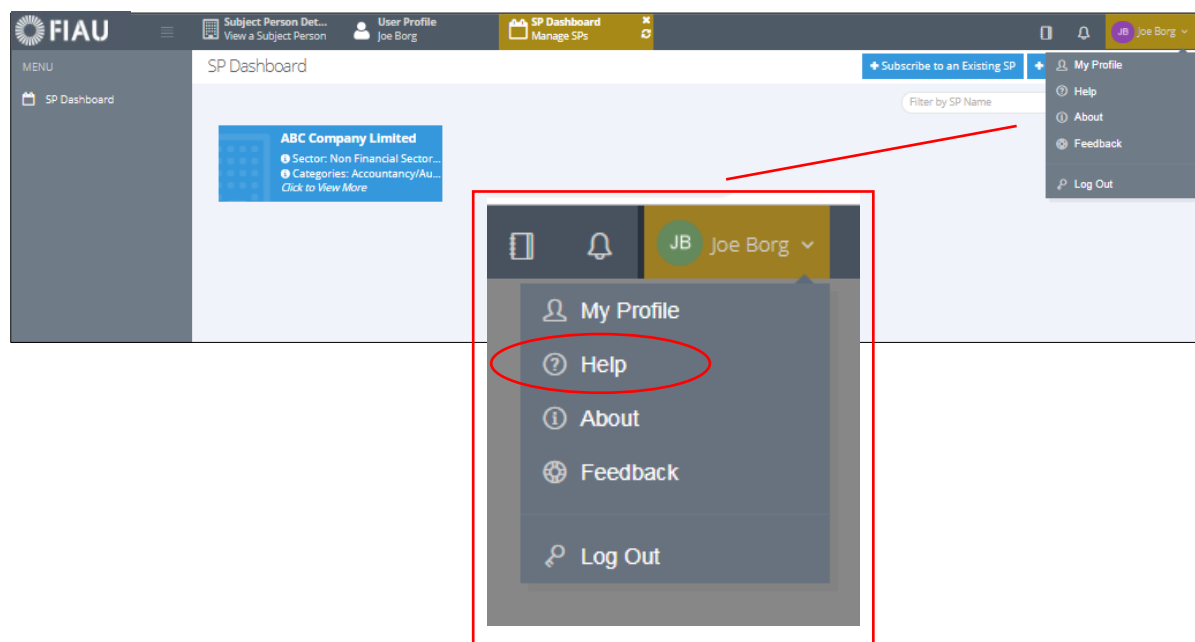 FIAU
Subject Person Det...
View a Subject Person
User Profile
Joe Borg
SP Dashboard
Manage SPs
JB Joe Borg
MENU
SP Dashboard
SP Dashboard
Subscribe to an Existing SP
Filter by SP Name
My Profile
Help
About
Feedback
Log Out
ABC Company Limited
Sector: Non Financial Sector...
Categories: Accountancy/Au...
Click to View More
JB Joe Borg
My Profile
Help
About
Feedback
Log Out